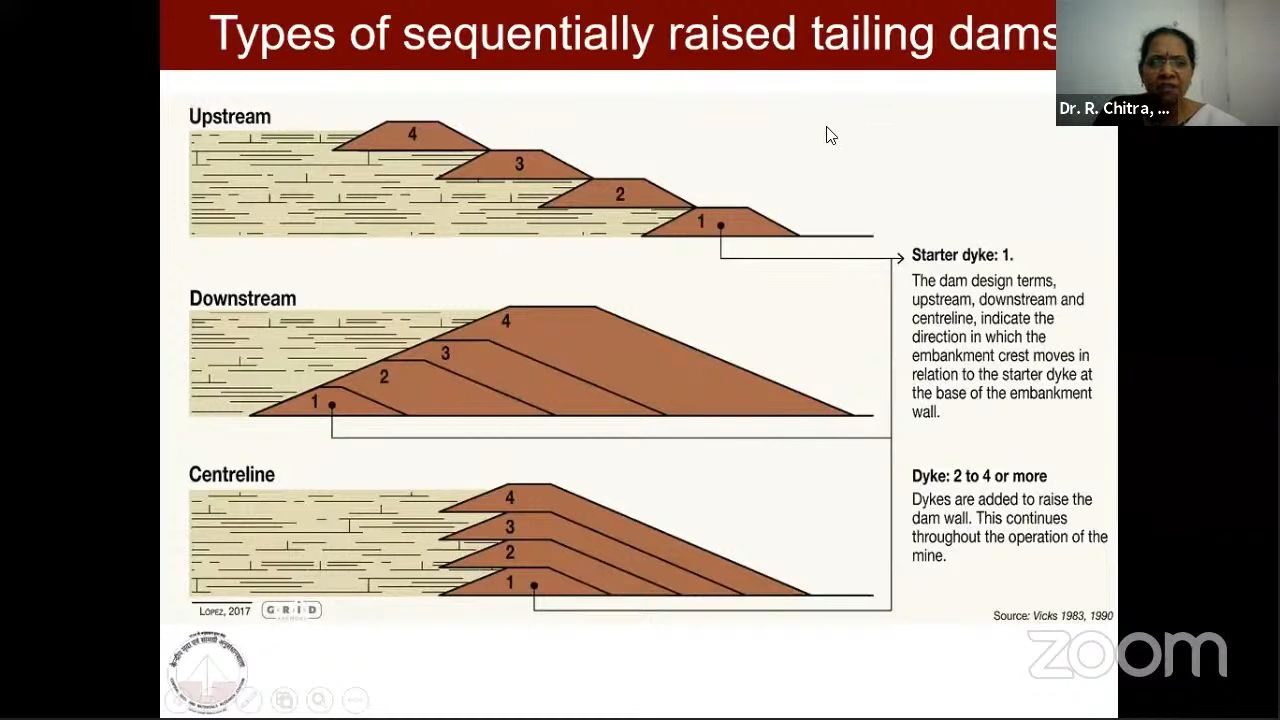 Types of sequentially raised tailing dams
Dr. R. Chitra, ...
Upstream
4
3
2
1
Starter dyke: 1.
The dam design terms,
upstream, downstream and
centreline, indicate the
direction in which the
embankment crest moves in
relation to the starter dyke at
the base of the embankment
wall.
Downstream
4
3
2
1
Centreline
4
3
2
1
Dyke: 2 to 4 or more
Dykes are added to raise the
dam wall. This continues
throughout the operation of the
mine.
LOPEZ, 2017
GRID
Source: Vicks 1983, 1990
zoom